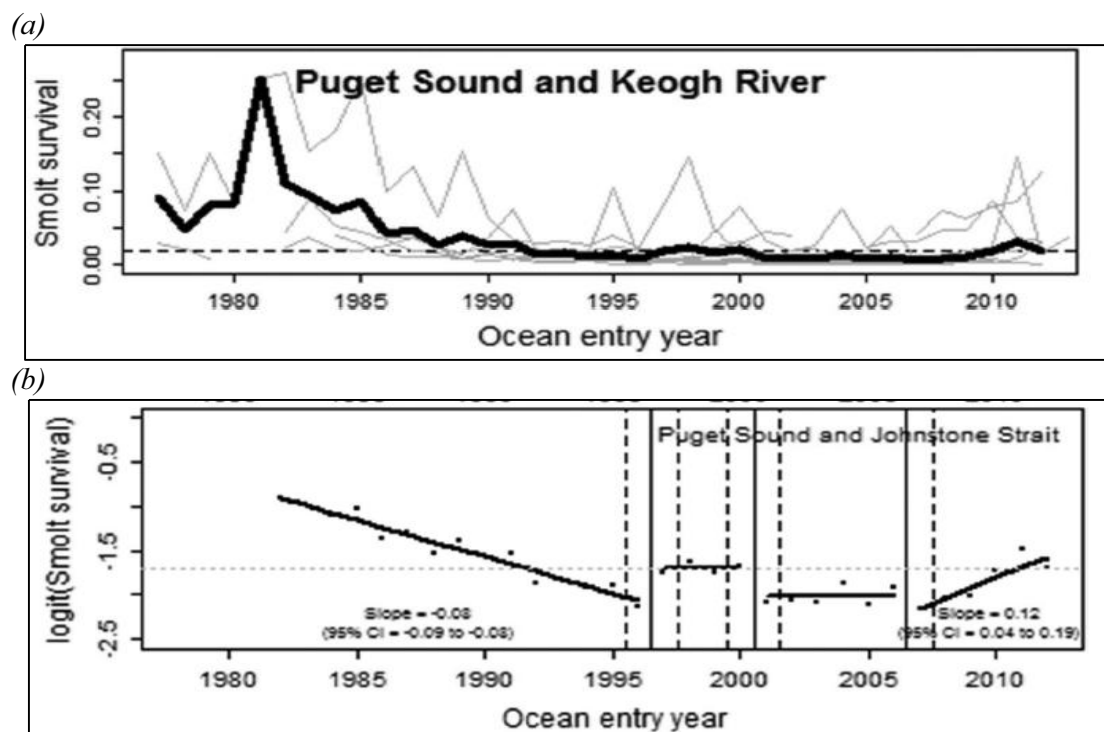 (a)
Puget Sound and Keogh River
Smolt survival
0.20
0.10
0.00
1980 1985 1990 1995 2000 2005 2010
Ocean entry year
(b)
Puget Sound and Johnstone Strait
logit(Smolt survival)
-0.5
-1.5
-2.5
Slope = -0.08
(95% CI = -0.09 to -0.08)
Slope = 0.12
(95% CI = 0.04 to 0.19)
1980 1985 1990 1995 2000 2005 2010
Ocean entry year